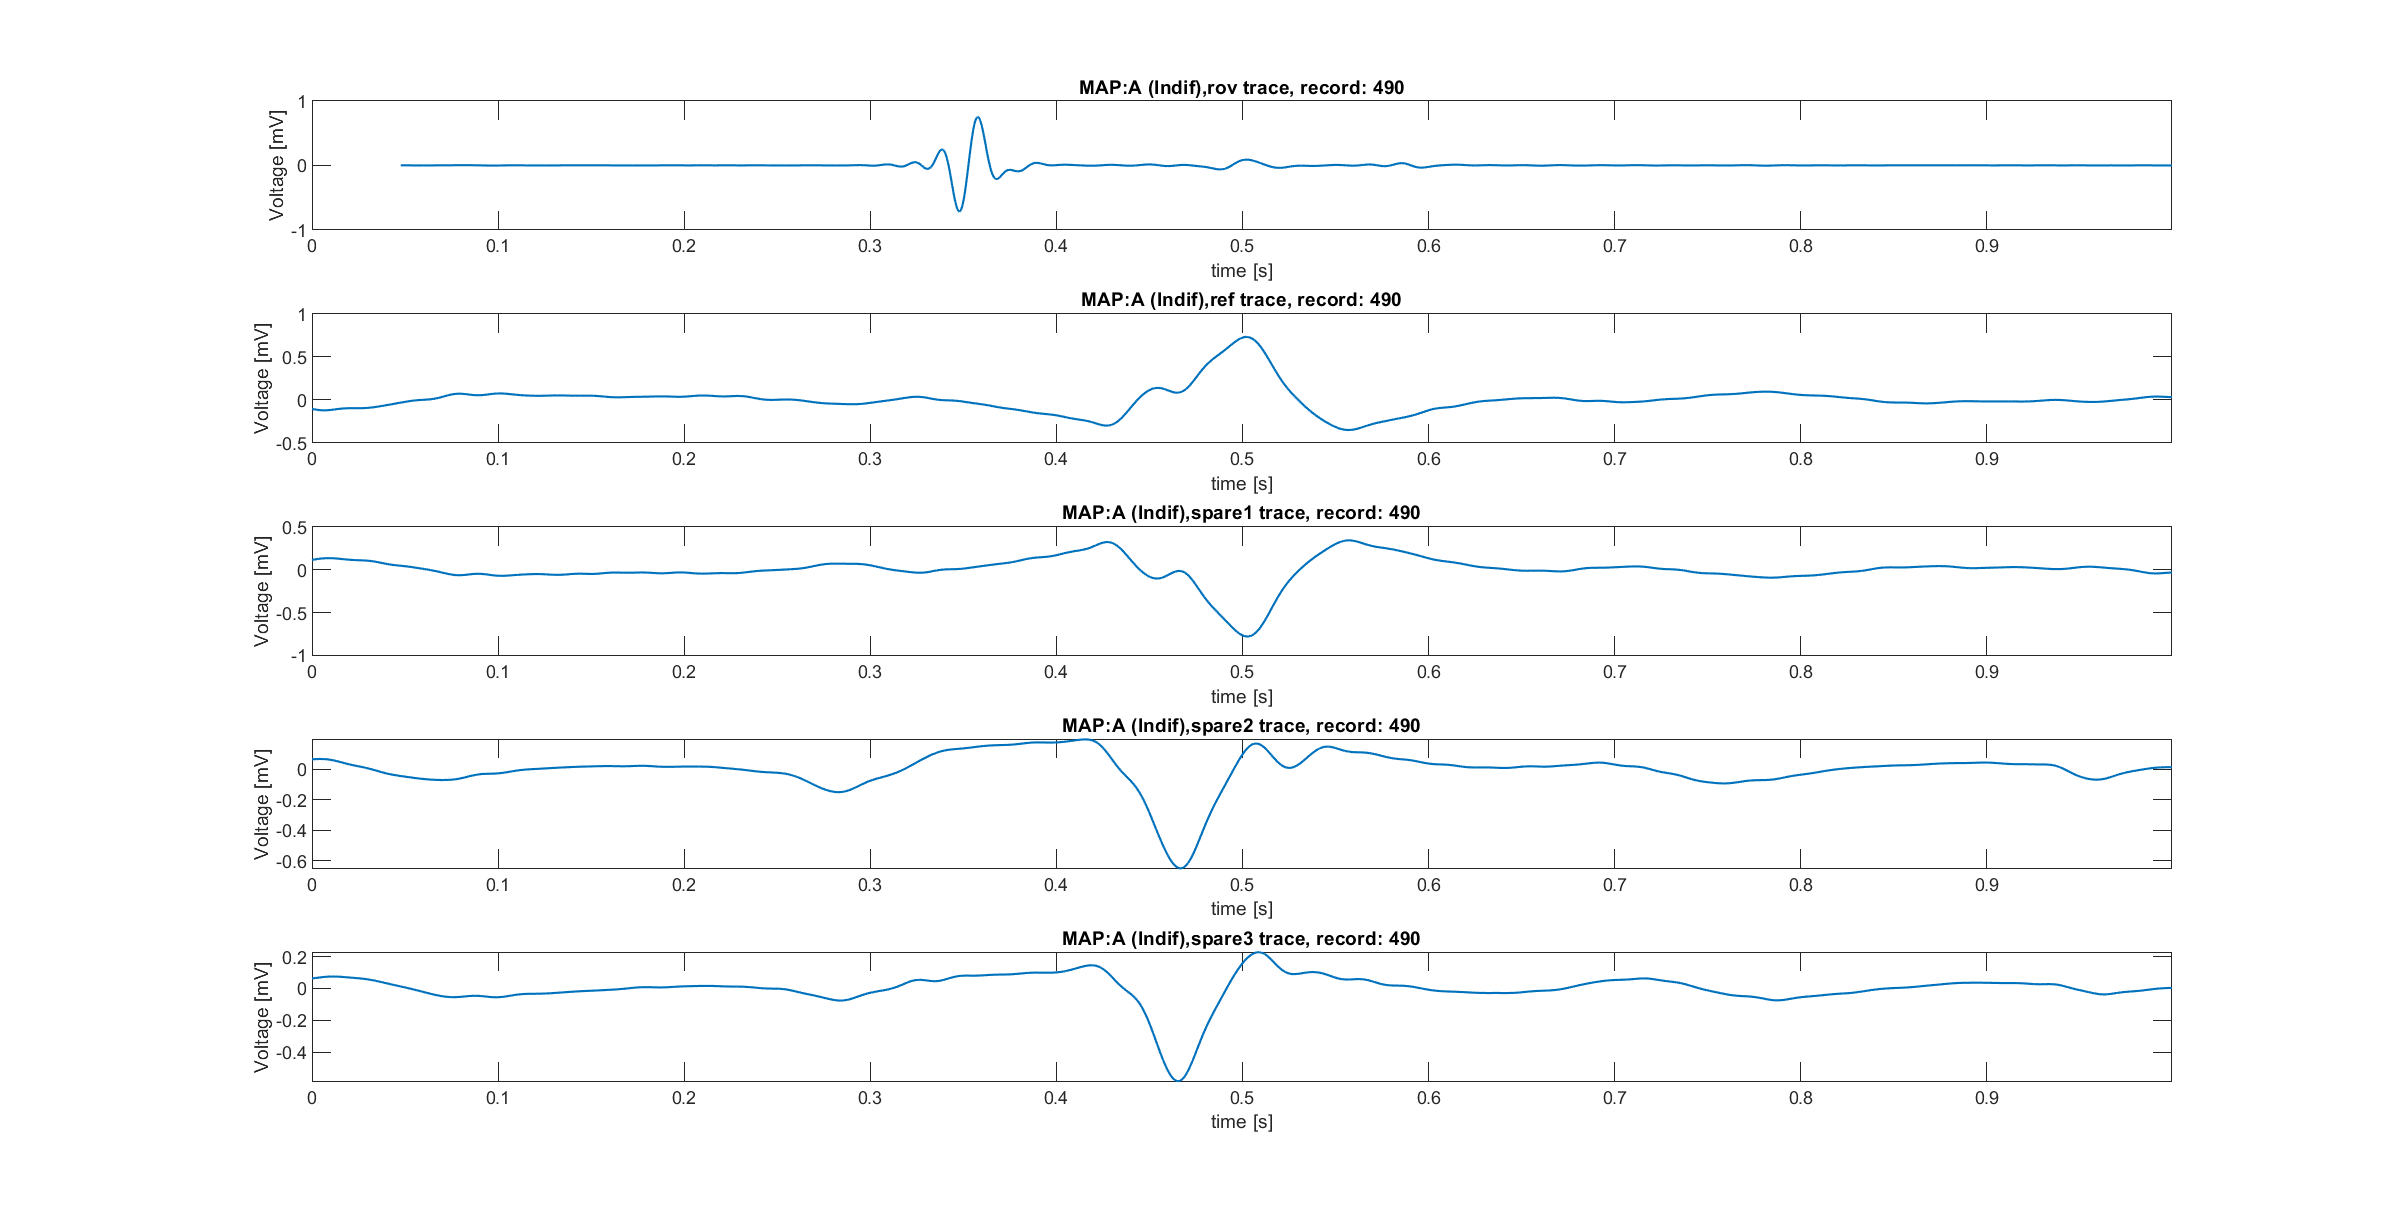 MAP:A (Indif),rov trace, record: 490
Voltage [mV]
1
0
-1
0 0.1 0.2 0.3 0.4 0.5 0.6 0.7 0.8 0.9
time [s]
MAP:A (Indif),ref trace, record: 490
Voltage [mV]
1
0.5
0
-0.5
0 0.1 0.2 0.3 0.4 0.5 0.6 0.7 0.8 0.9
time [s]
MAP:A (Indif),spare1 trace, record: 490
Voltage [mV]
0.5
0
-0.5
-1
0 0.1 0.2 0.3 0.4 0.5 0.6 0.7 0.8 0.9
time [s]
MAP:A (Indif),spare2 trace, record: 490
Voltage [mV]
0
-0.2
-0.4
-0.6
0 0.1 0.2 0.3 0.4 0.5 0.6 0.7 0.8 0.9
time [s]
MAP:A (Indif),spare3 trace, record: 490
Voltage [mV]
0.2
0
-0.2
-0.4
0 0.1 0.2 0.3 0.4 0.5 0.6 0.7 0.8 0.9
time [s]